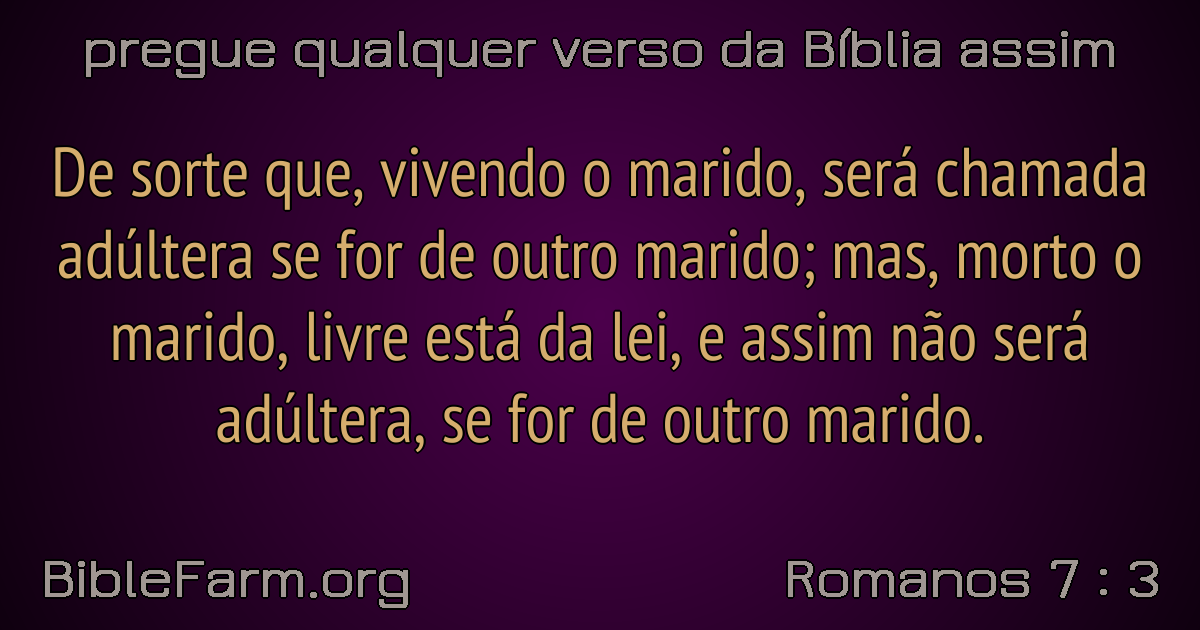 pregue qualquer verso da Bíblia assim
De sorte que, vivendo o marido, será chamada
adúltera se for de outro marido; mas, morto o
marido, livre está da lei, e assim não será
adúltera, se for de outro marido.
BibleFarm.org
Romanos 7 : 3